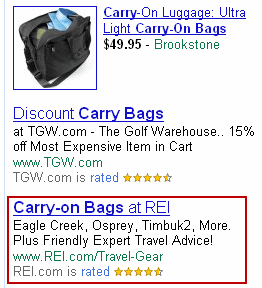 Carry-On Luggage: Ultra
Light Carry-On Bags
$49.95 - Brookstone
Discount Carry Bags
at TGW.com - The Golf Warehouse.. 15%
off Most Expensive Item in Cart
www.TGW.com
TGW.com is rated
Carry-on Bags at REI
Eagle Creek, Osprey, Timbuk2, More.
Plus Friendly Expert Travel Advice!
www.REI.com/Travel-Gear
REI.com is rated